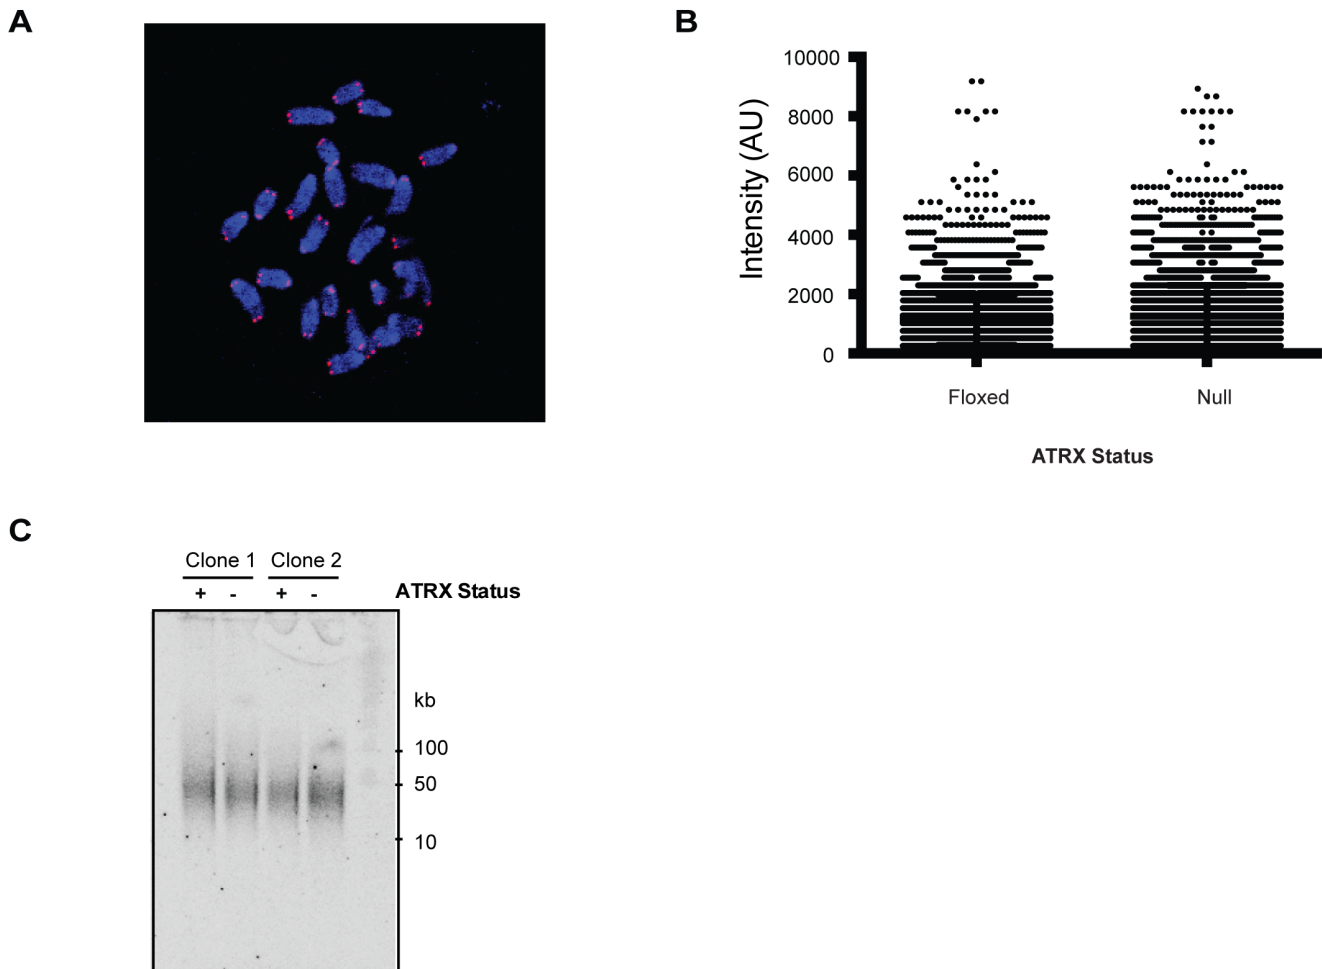 A
B
10000
8000
6000
4000
2000
0
Intensity (AU)
Floxed Null
ATRX Status
C
Clone 1 Clone 2
+ - + - ATRX Status
kb
100
50
10